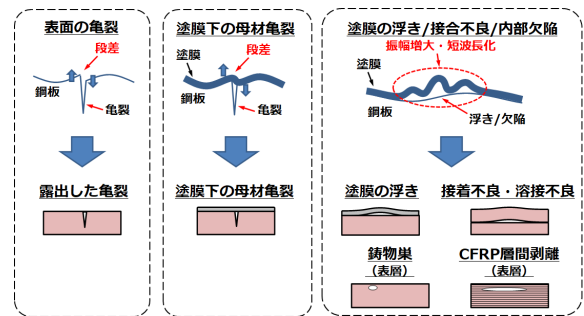 表面の亀裂
段差
鋼板
亀裂
露出した亀裂
塗膜下の母材亀裂
塗膜
段差
鋼板
亀裂
塗膜下の母材亀裂
塗膜の浮き/接合不良/内部欠陥
振幅増大・短波長化
塗膜
鋼板
浮き/欠陥
塗膜の浮き
接着不良・溶接不良
鋳物巣
(表層)
CFRP層間剥離
(表層)